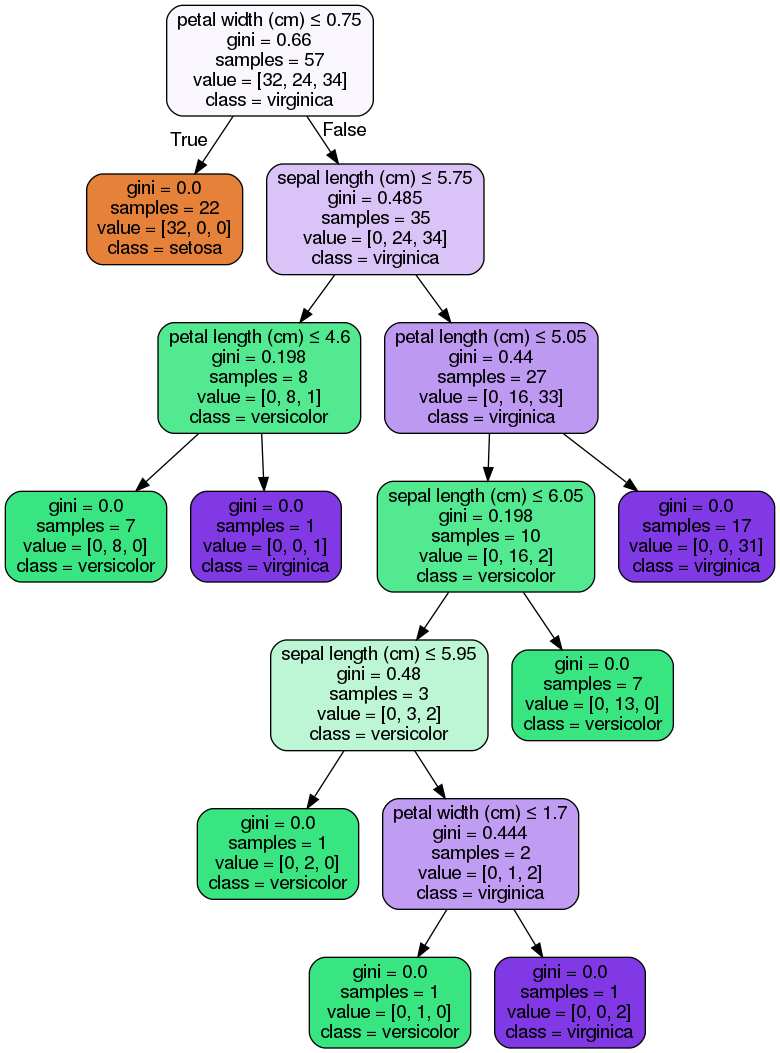 petal width (cm) ≤ 0.75
gini = 0.66
samples = 57
value = [32, 24, 34]
class = virginica
True
False
gini = 0.0
samples = 22
value = [32, 0, 0]
class = setosa
sepal length (cm) ≤ 5.75
gini = 0.485
samples = 35
value = [0, 24, 34]
class = virginica
petal length (cm) ≤ 4.6
gini = 0.198
samples = 8
value = [0, 8, 1]
class = versicolor
petal length (cm) ≤ 5.05
gini = 0.44
samples = 27
value = [0, 16, 33]
class = virginica
gini = 0.0
samples = 7
value = [0, 8, 0]
class = versicolor
gini = 0.0
samples = 1
value = [0, 0, 1]
class = virginica
sepal length (cm) ≤ 6.05
gini = 0.198
samples = 10
value = [0, 16, 2]
class = versicolor
gini = 0.0
samples = 17
value = [0, 0, 31]
class = virginica
sepal length (cm) ≤ 5.95
gini = 0.48
samples = 3
value = [0, 3, 2]
class = versicolor
gini = 0.0
samples = 7
value = [0, 13, 0]
class = versicolor
gini = 0.0
samples = 1
value = [0, 2, 0]
class = versicolor
petal width (cm) ≤ 1.7
gini = 0.444
samples = 2
value = [0, 1, 2]
class = virginica
gini = 0.0
samples = 1
value = [0, 1, 0]
class = versicolor
gini = 0.0
samples = 1
value = [0, 0, 2]
class = virginica